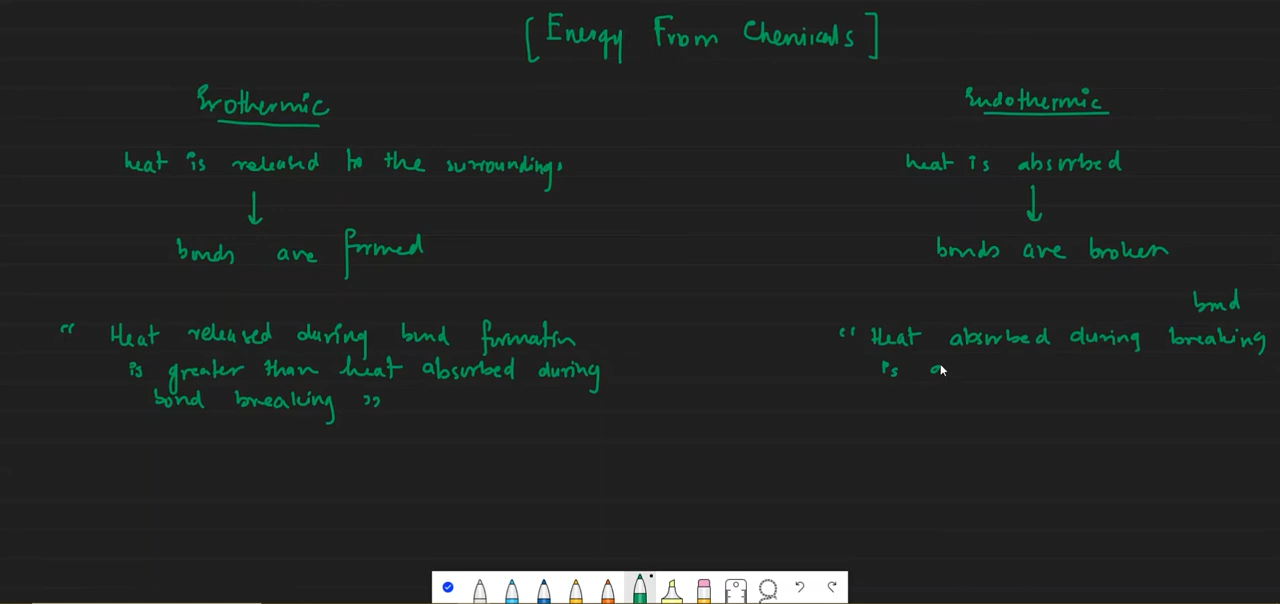 [Energy From Chemicals]
Exothermic
heat is released to the surroundings
bonds are formed
" Heat released during bond formation
is greater than heat absorbed during
bond breaking "
Endothermic
heat is absorbed
bonds are broken
bond
" Heat absorbed during breaking
is